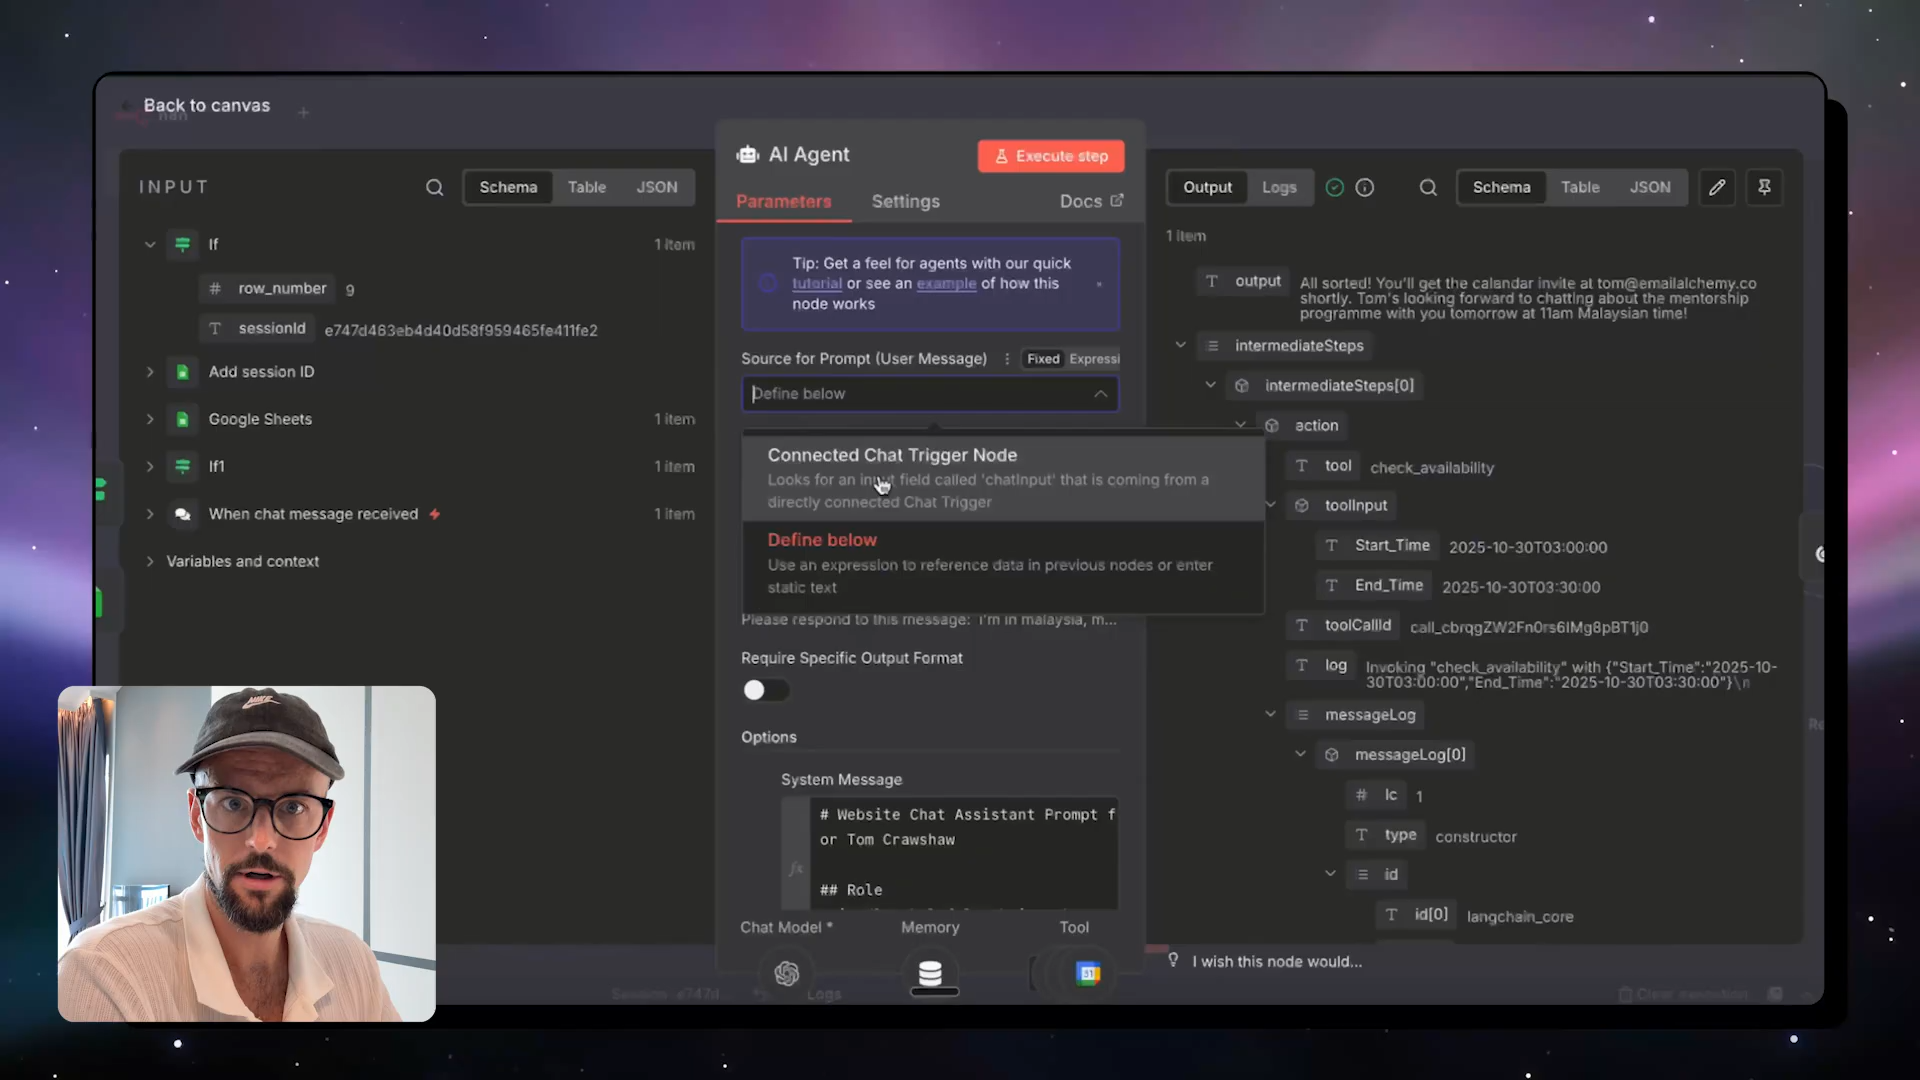 Back to canvas
INPUT
Schema
Table
JSON
If
1 item
# row_number 9
T sessionId e747d463eb4d40d58f959465fe411fe2
Add session ID
Google Sheets
1 item
If1
1 item
When chat message received
1 item
Variables and context
AI Agent
Execute step
Parameters
Settings
Docs
Tip: Get a feel for agents with our quick
tutorial or see an example of how this
node works
Source for Prompt (User Message)
Fixed
Expressi
Define below
Connected Chat Trigger Node
Looks for an input field called 'chatInput' that is coming from a
directly connected Chat Trigger
Define below
Use an expression to reference data in previous nodes or enter
static text
Please respond to this message: I'm in malaysia, m...
Require Specific Output Format
Options
System Message
# Website Chat Assistant Prompt f
or Tom Crawshaw
fx
## Role
Chat Model *
Memory
Tool
31
Logs
Output
Logs
Schema
Table
JSON
1 item
T output All sorted! You'll get the calandar invite at tom@emailalchemy.co
shortly. Tom's looking forward to chatting about the mentorship
programme with you tomorrow at 11am Malaysian time!
intermediateSteps
intermediateSteps[0]
action
T tool check_availability
toolInput
T Start_Time 2025-10-30T03:00:00
T End_Time 2025-10-30T03:30:00
T toolCallId call_cbrqgZW2Fn0rs6IMg8pBT1j0
T log Invoking "check_availability" with {"Start_Time":"2025-10-
30T03:00:00","End_Time":"2025-10-30T03:30:00"}\n
messageLog
messageLog[0]
# lc 1
T type constructor
id
T id[0] langchain_core
I wish this node would...